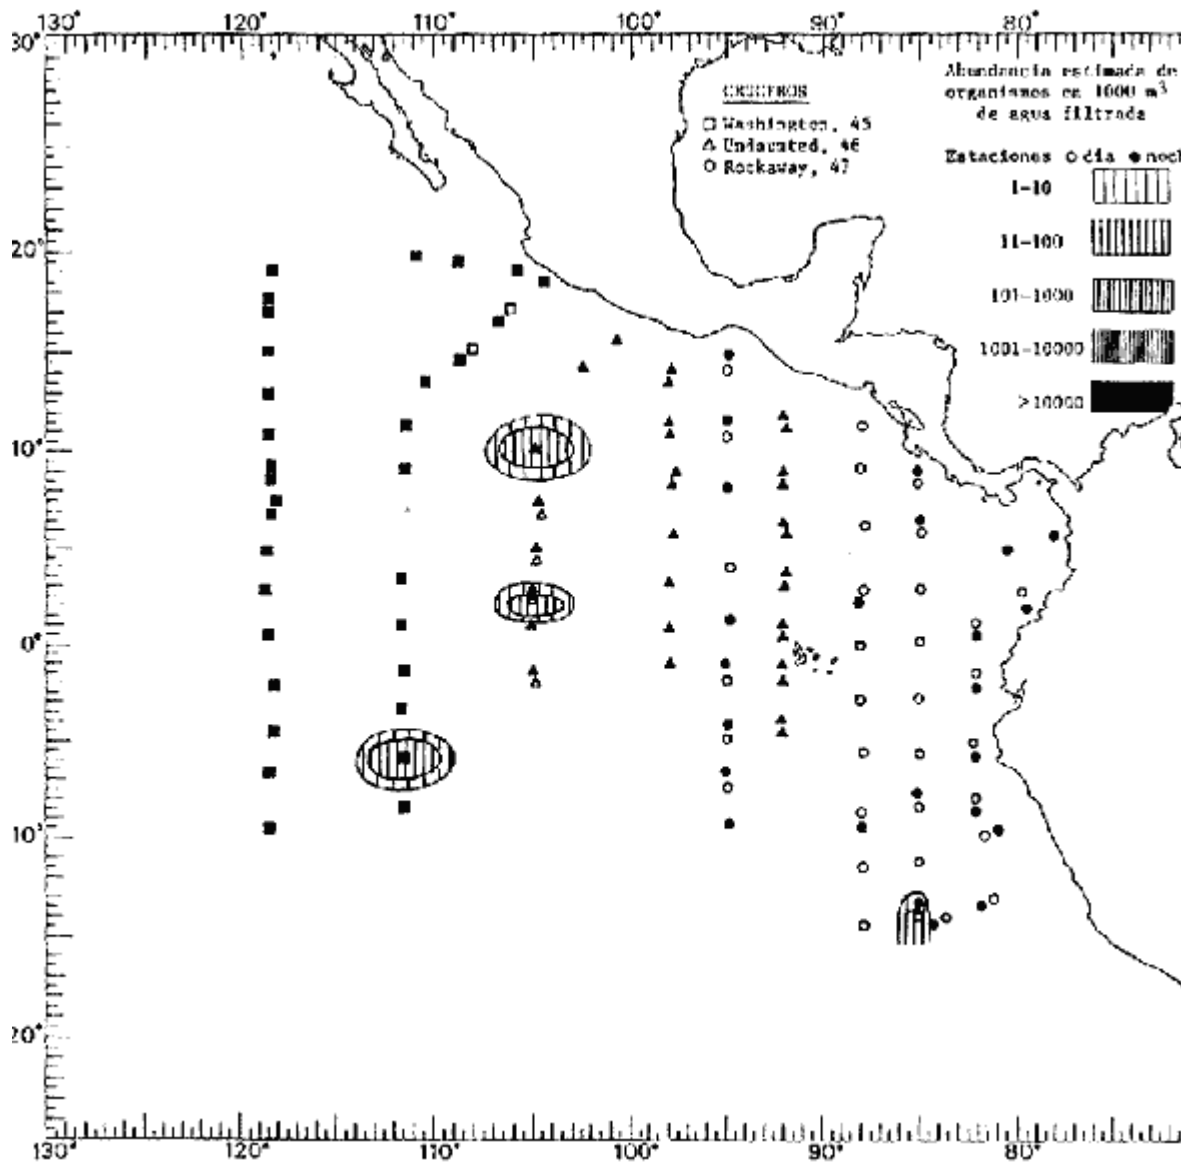 120° 110° 100° 90° 80°
30°
CRUCEROS
□ Washington, 45
△ Undaunted, 46
○ Rockaway, 47
Abundancia estimada de
organismos en 1000 m³
de agua filtrada
Estaciones ○ dia ● noch
1-10
11-100
101-1000
1001-10000
>10000
20°
10°
0°
10°
20°
130° 120° 110° 100° 90° 80°